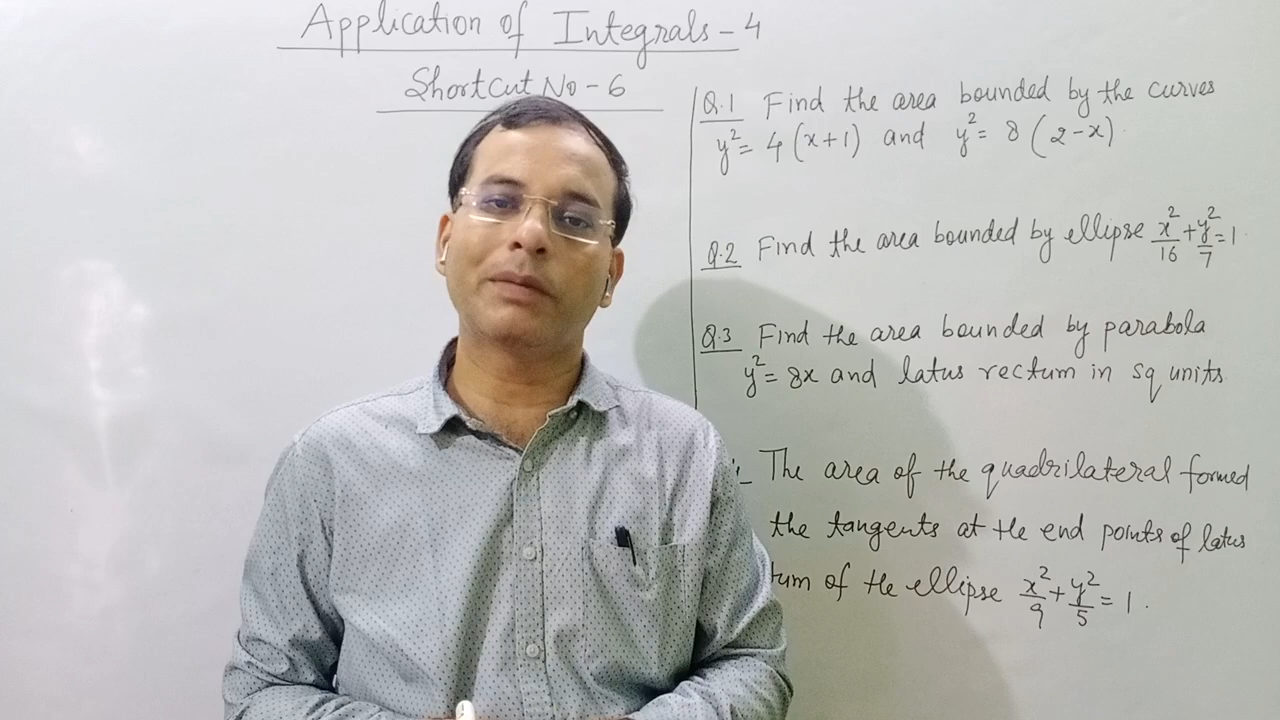 Application of Integrals - 4
Shortcut No - 6
Q.1 Find the area bounded by the curves
y² = 4 (x+1) and y² = 8 (2-x).
Q.2 Find the area bounded by ellipse x²/16 + y²/7 = 1.
Q.3 Find the area bounded by parabola
y² = 8x and latus rectum in sq units.
The area of the quadrilateral formed
the tangents at the end points of latus
of the ellipse x²/9 + y²/5 = 1.